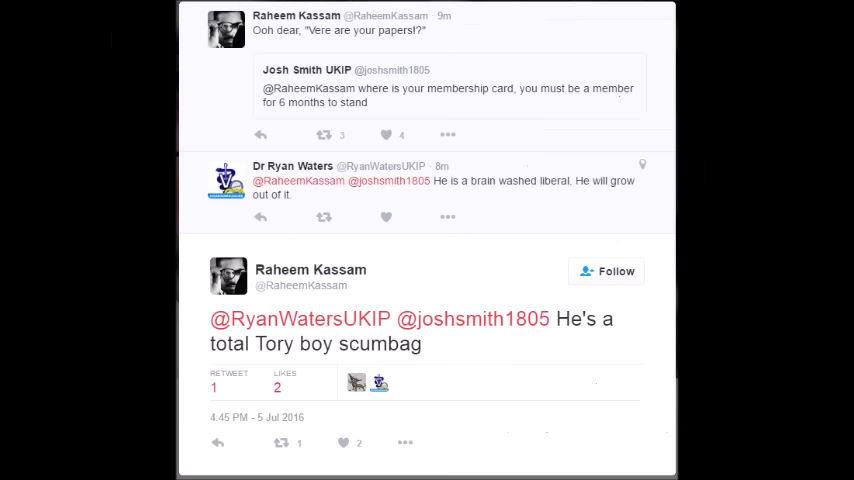 Raheem Kassam @RaheemKassam · 9m
Ooh dear, "Vere are your papers!?"
Josh Smith UKIP @joshsmith1805
@RaheemKassam where is your membership card, you must be a member
for 6 months to stand
3 4
Dr Ryan Waters @RyanWatersUKIP · 8m
@RaheemKassam @joshsmith1805 He is a brain washed liberal. He will grow
out of it.
Raheem Kassam
@RaheemKassam
Follow
@RyanWatersUKIP @joshsmith1805 He's a
total Tory boy scumbag
RETWEET LIKES
1 2
4:45 PM - 5 Jul 2016
1 2